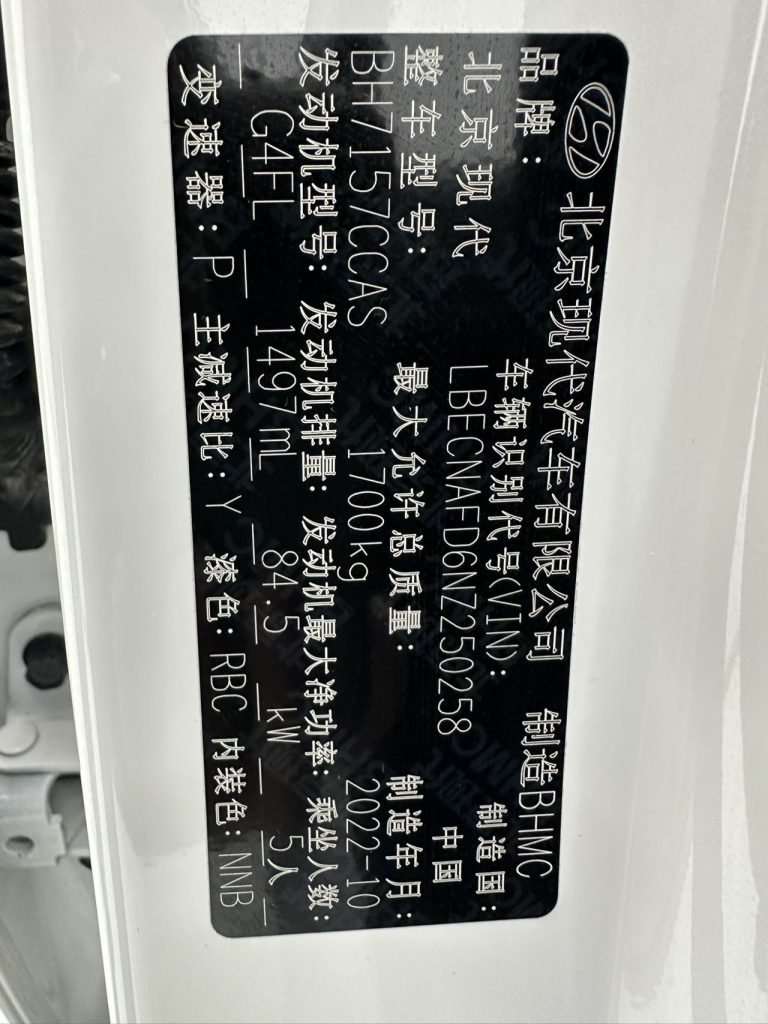 北京现代汽车有限公司 制造BHMC
品牌: 车辆识别代号(VIN): 制造国:
北京现代 LBECNAFD6NZ250258 中国
整车型号: 最大允许总质量: 制造年月:
BH7157CCAS 1700kg 2022-10
发动机型号: 发动机排量: 发动机最大净功率: 乘坐人数:
G4FL 1497mL 84.5 kW 5人
变速器: P 主减速比: Y 漆色: RBC 内装色: NNB